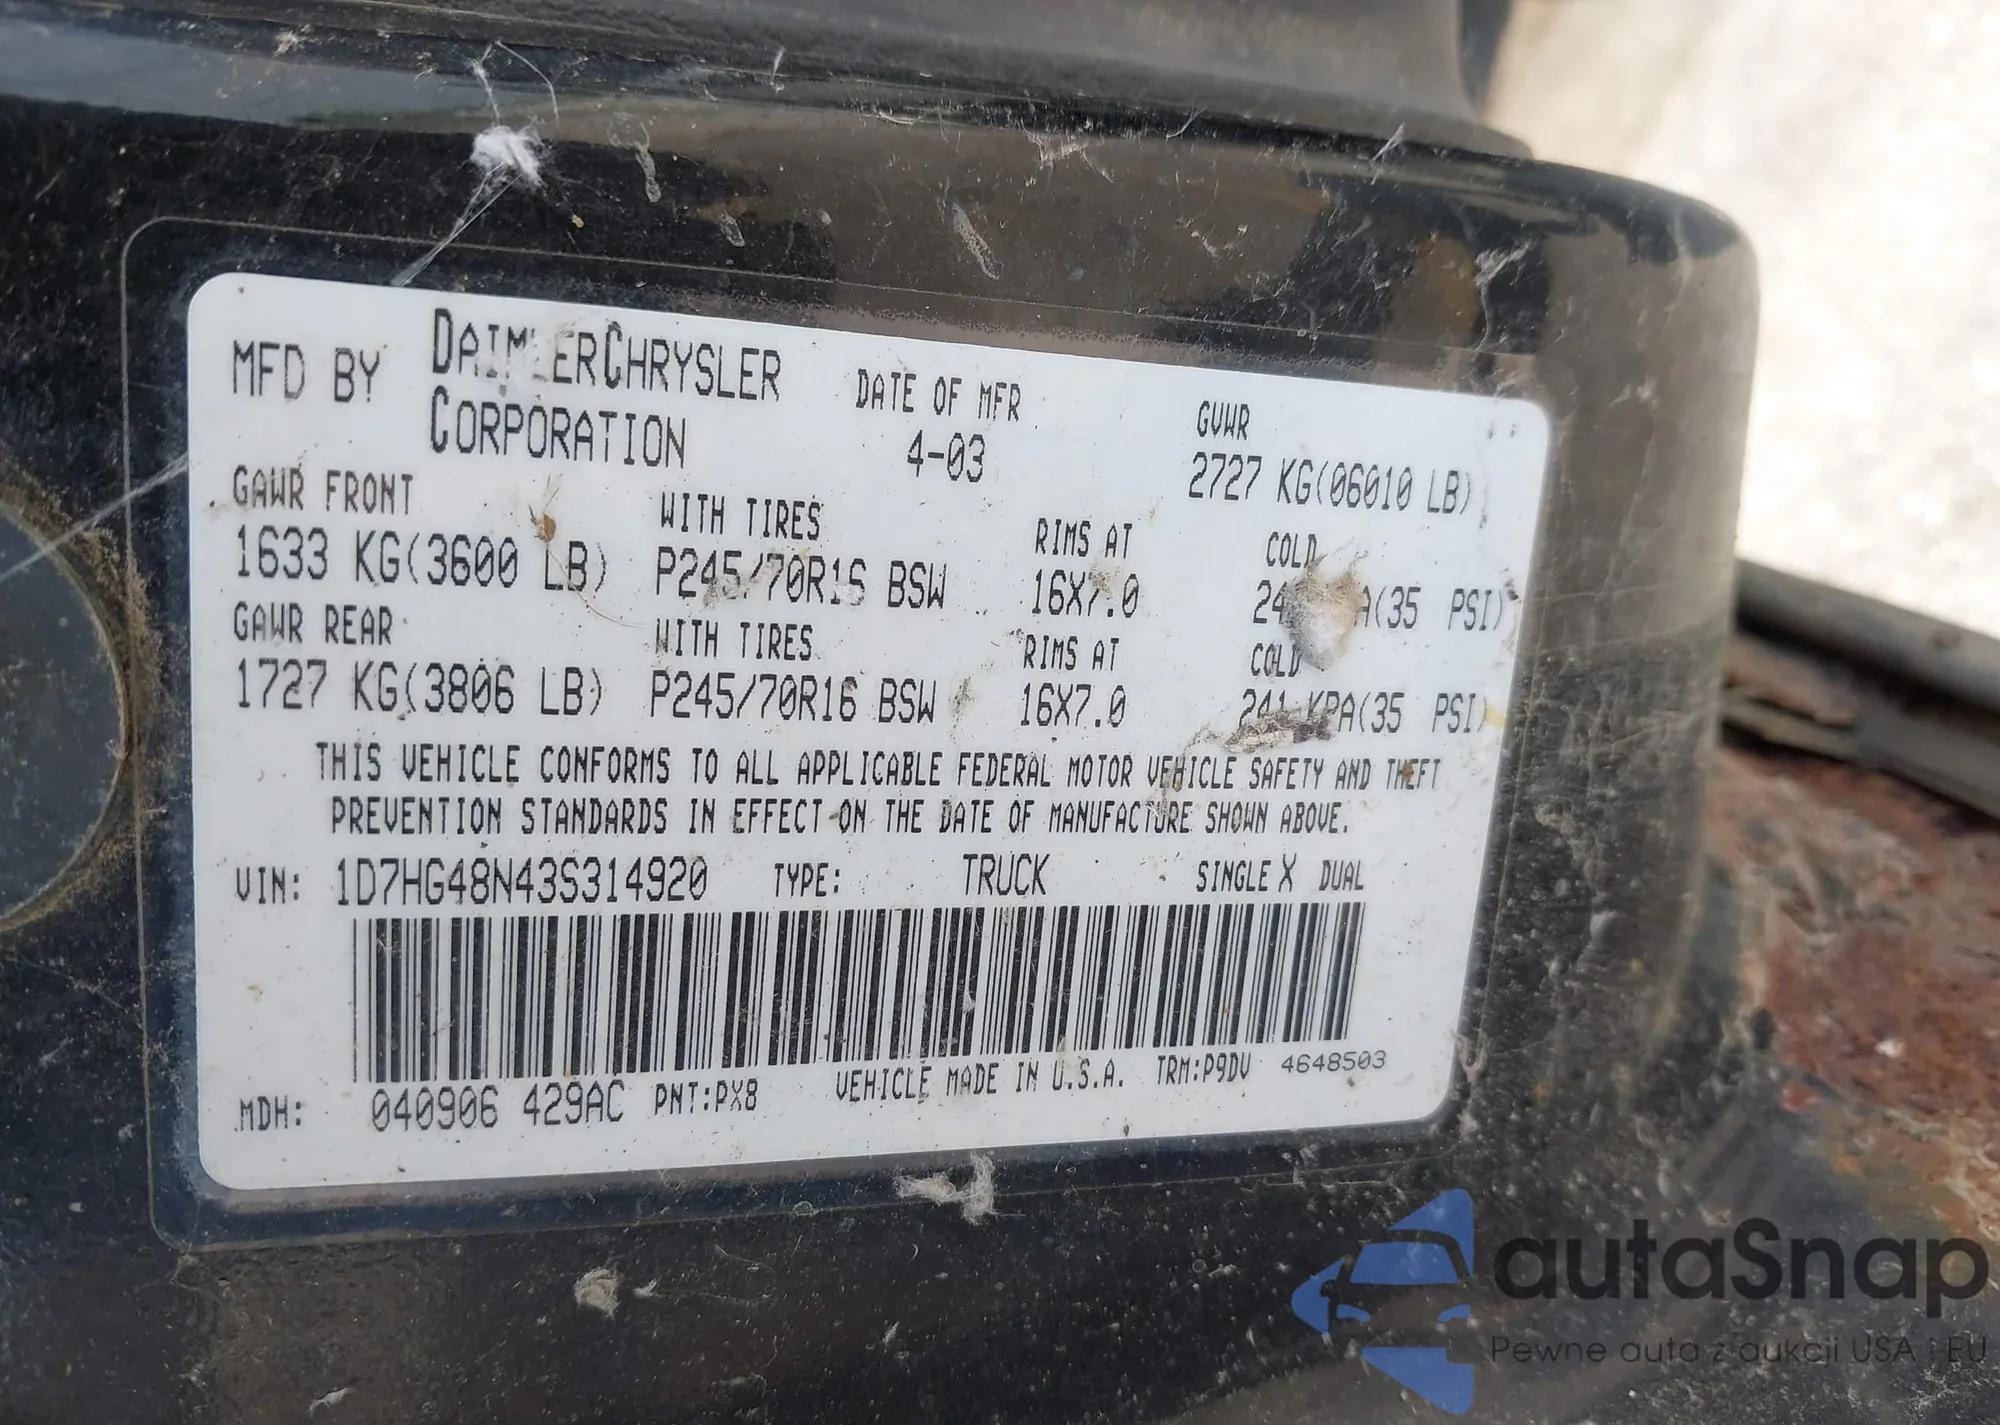 MFD BY DAIMLERCHRYSLER CORPORATION
DATE OF MFR 4-03
GVWR 2727 KG(06010 LB)
GAWR FRONT WITH TIRES RIMS AT COLD
1633 KG(3600 LB) P245/70R16 BSW 16X7.0 (35 PSI)
GAWR REAR WITH TIRES RIMS AT COLD
1727 KG(3806 LB) P245/70R16 BSW 16X7.0 241 KPA(35 PSI)
THIS VEHICLE CONFORMS TO ALL APPLICABLE FEDERAL MOTOR VEHICLE SAFETY AND THEFT
PREVENTION STANDARDS IN EFFECT ON THE DATE OF MANUFACTURE SHOWN ABOVE.
VIN: 1D7HG48N43S314920 TYPE: TRUCK SINGLE X DUAL
MDH: 040906 429AC PNT:PX8 VEHICLE MADE IN U.S.A. TRM:P9DV 4648503
autaSnap
Pewne auta z aukcji USA i EU